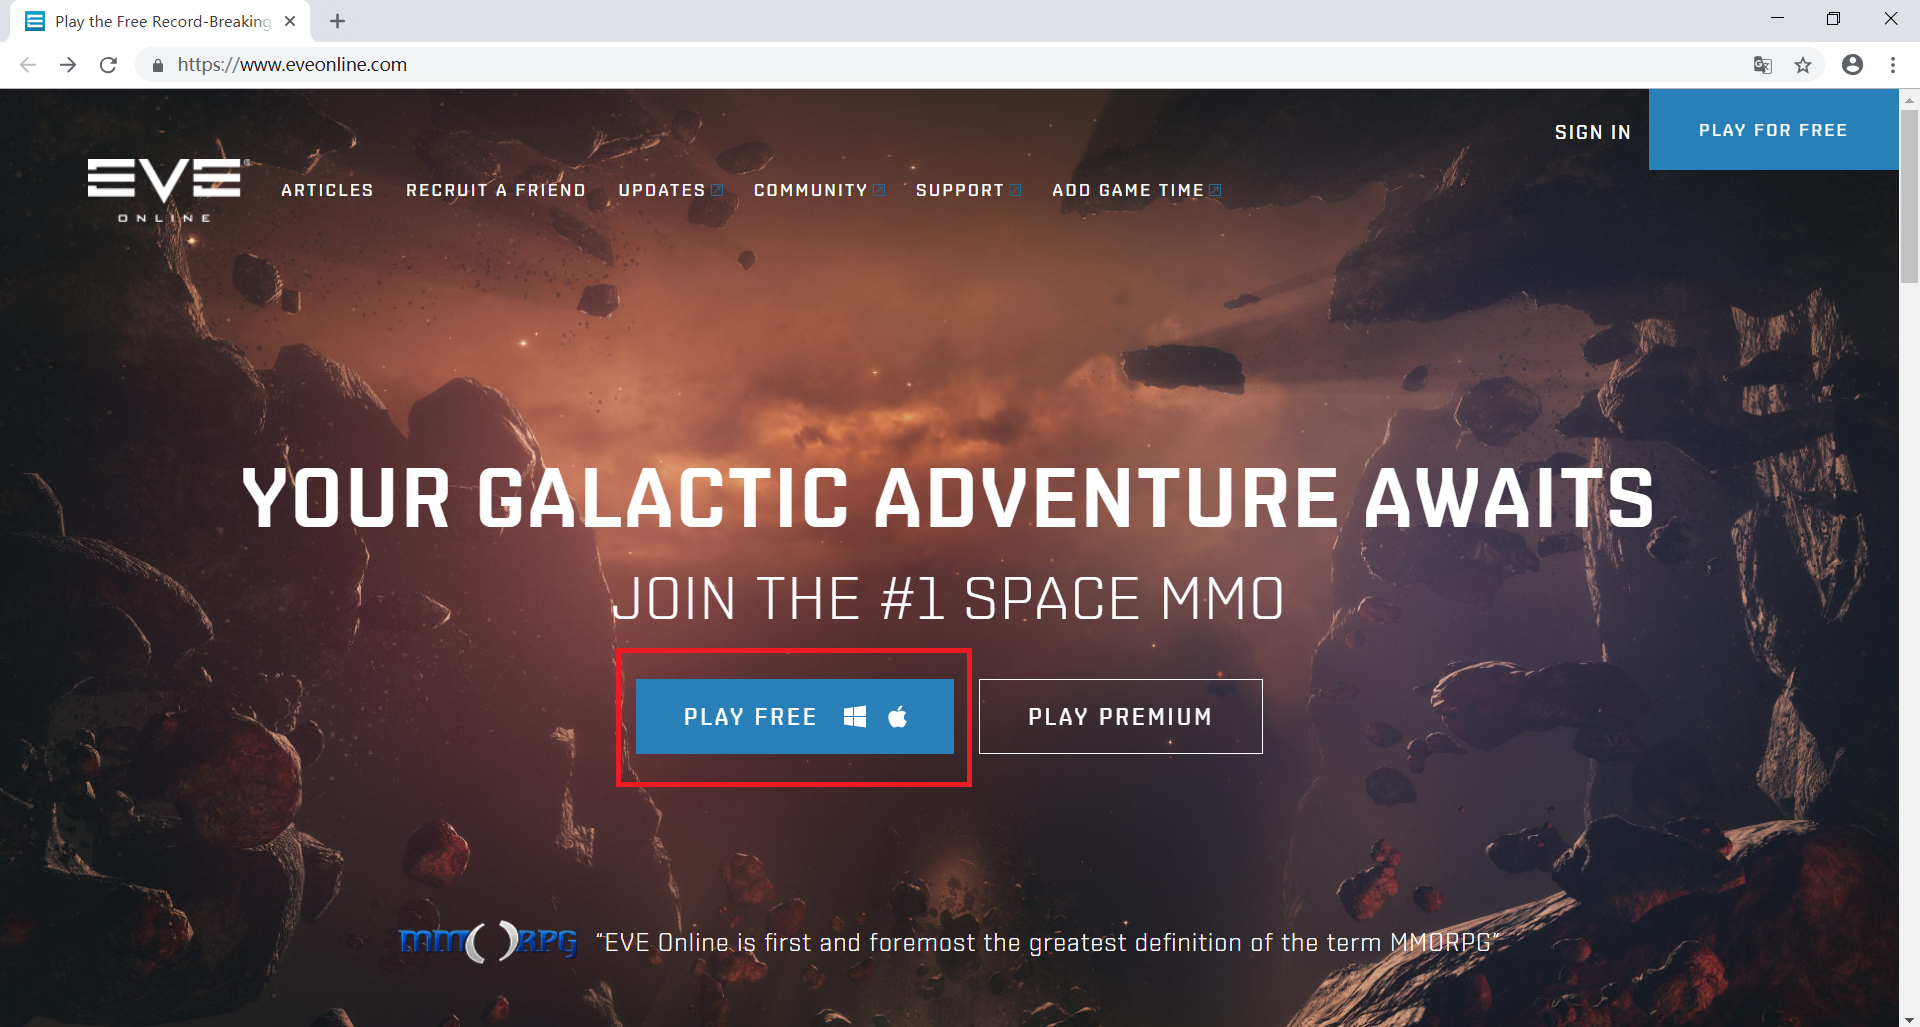 Play the Free Record-Breaking
https://www.eveonline.com
SIGN IN
PLAY FOR FREE
EVE
ONLINE
ARTICLES
RECRUIT A FRIEND
UPDATES
COMMUNITY
SUPPORT
ADD GAME TIME
YOUR GALACTIC ADVENTURE AWAITS
JOIN THE #1 SPACE MMO
PLAY FREE
PLAY PREMIUM
MMORPG
“EVE Online is first and foremost the greatest definition of the term MMORPG”